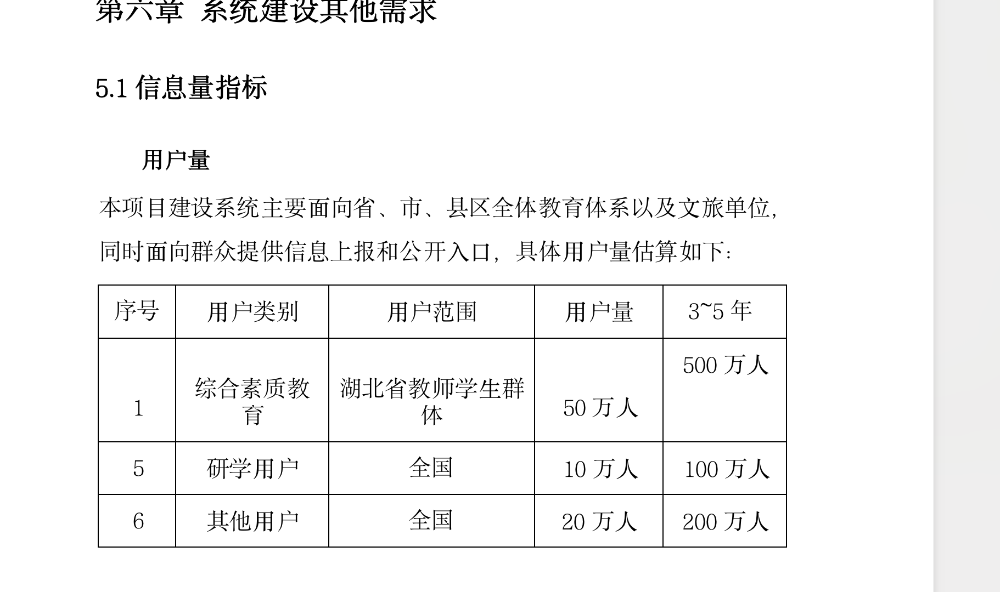 第六章 系统建设其他需求
5.1 信息量指标
用户量
本项目建设系统主要面向省、市、县区全体教育体系以及文旅单位，
同时面向群众提供信息上报和公开入口，具体用户量估算如下：
序号 用户类别 用户范围 用户量 3~5 年
1 综合素质教育 湖北省教师学生群体 50 万人 500 万人
5 研学用户 全国 10 万人 100 万人
6 其他用户 全国 20 万人 200 万人